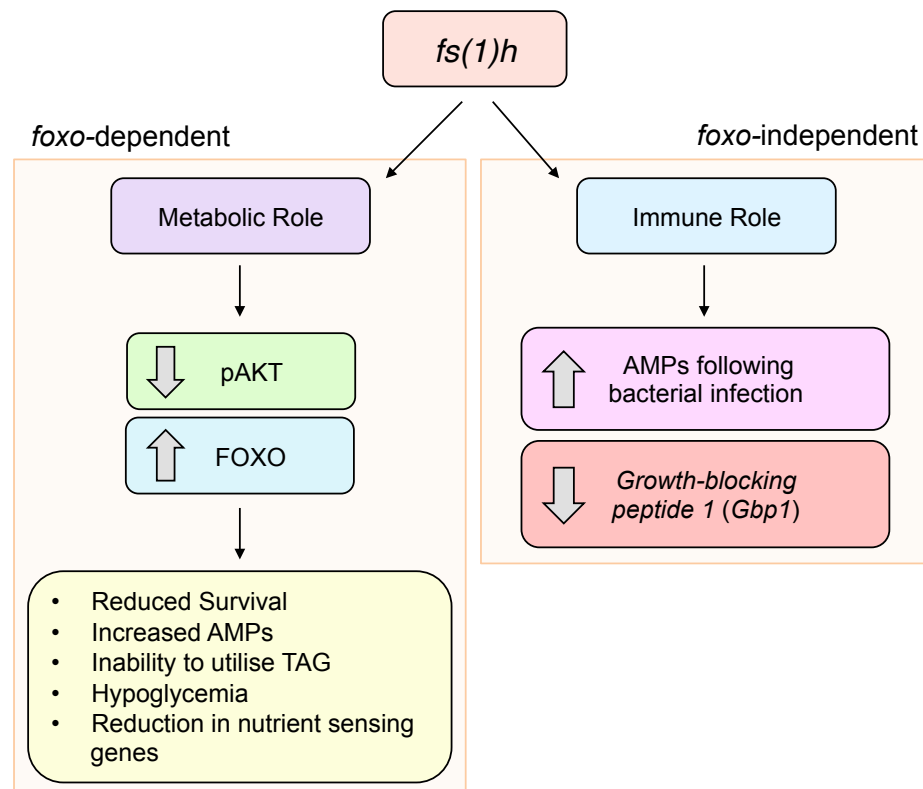 fs(1)h
foxo-dependent
Metabolic Role
pAKT
FOXO
• Reduced Survival
• Increased AMPs
• Inability to utilise TAG
• Hypoglycemia
• Reduction in nutrient sensing
genes
foxo-independent
Immune Role
AMPs following
bacterial infection
Growth-blocking
peptide 1 (Gbp1)